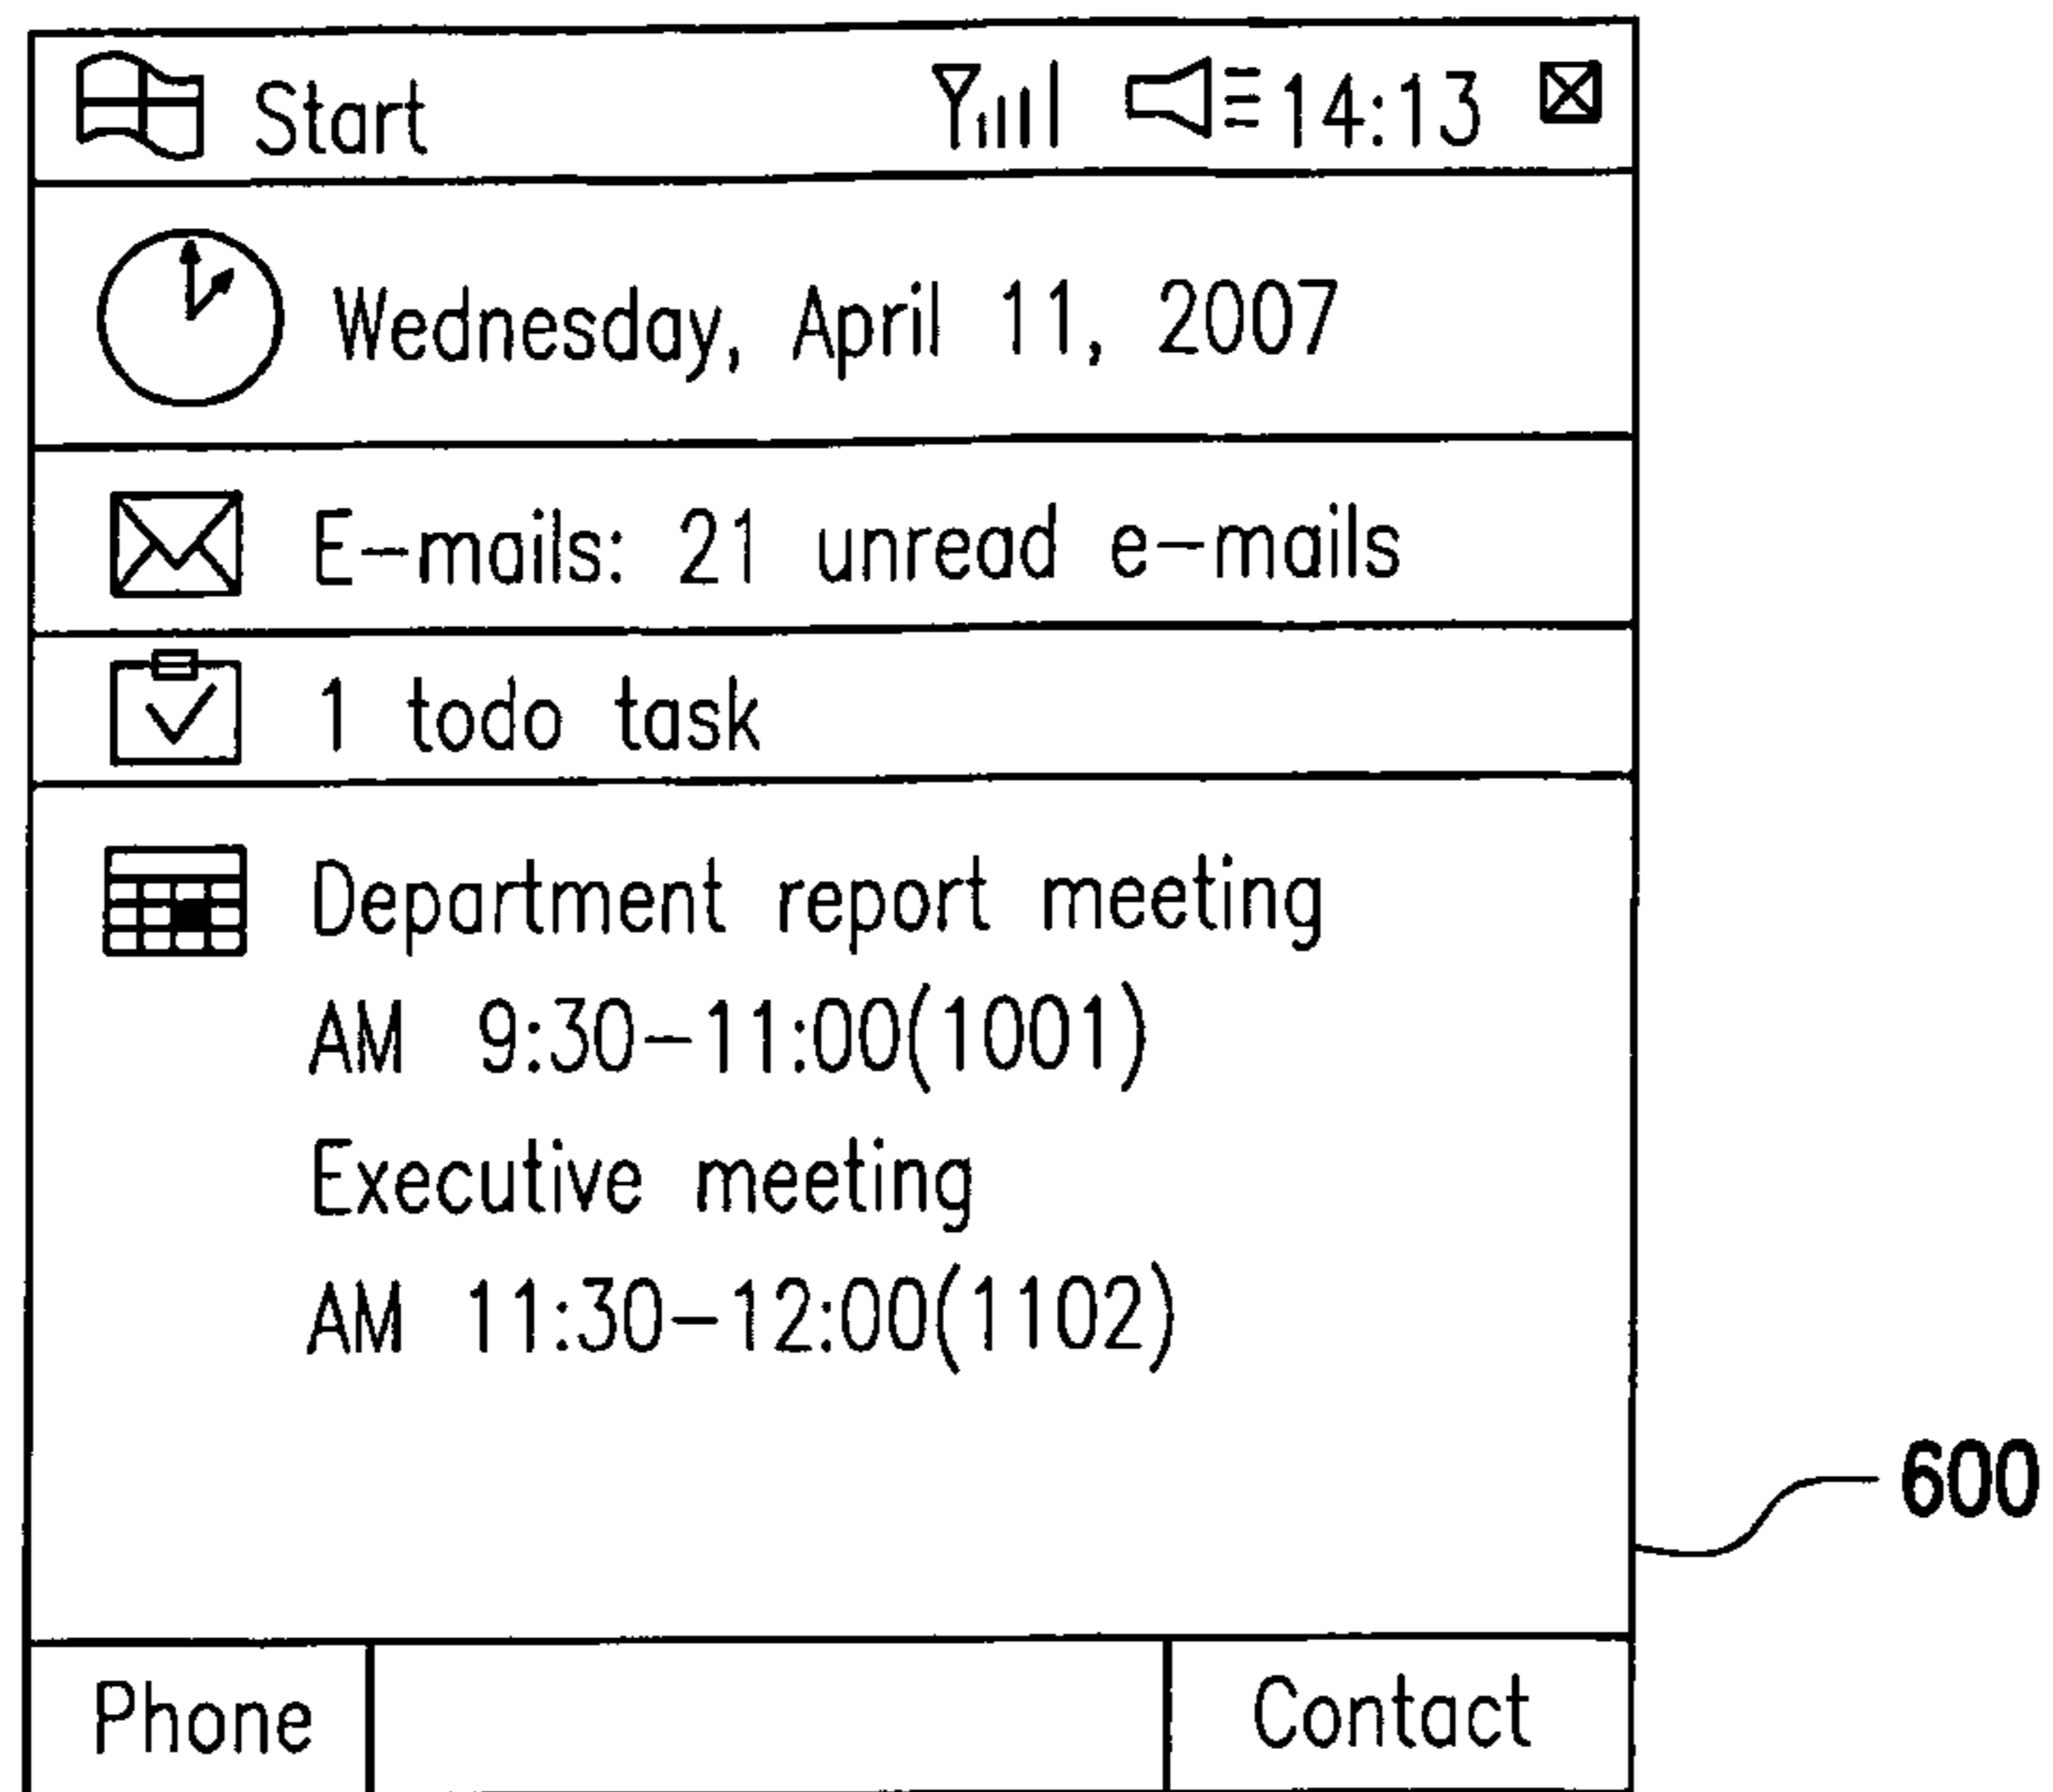 Start 14:13
Wednesday, April 11, 2007
E-mails: 21 unread e-mails
1 todo task
Department report meeting
AM 9:30-11:00(1001)
Executive meeting
AM 11:30-12:00(1102)
600
Phone Contact